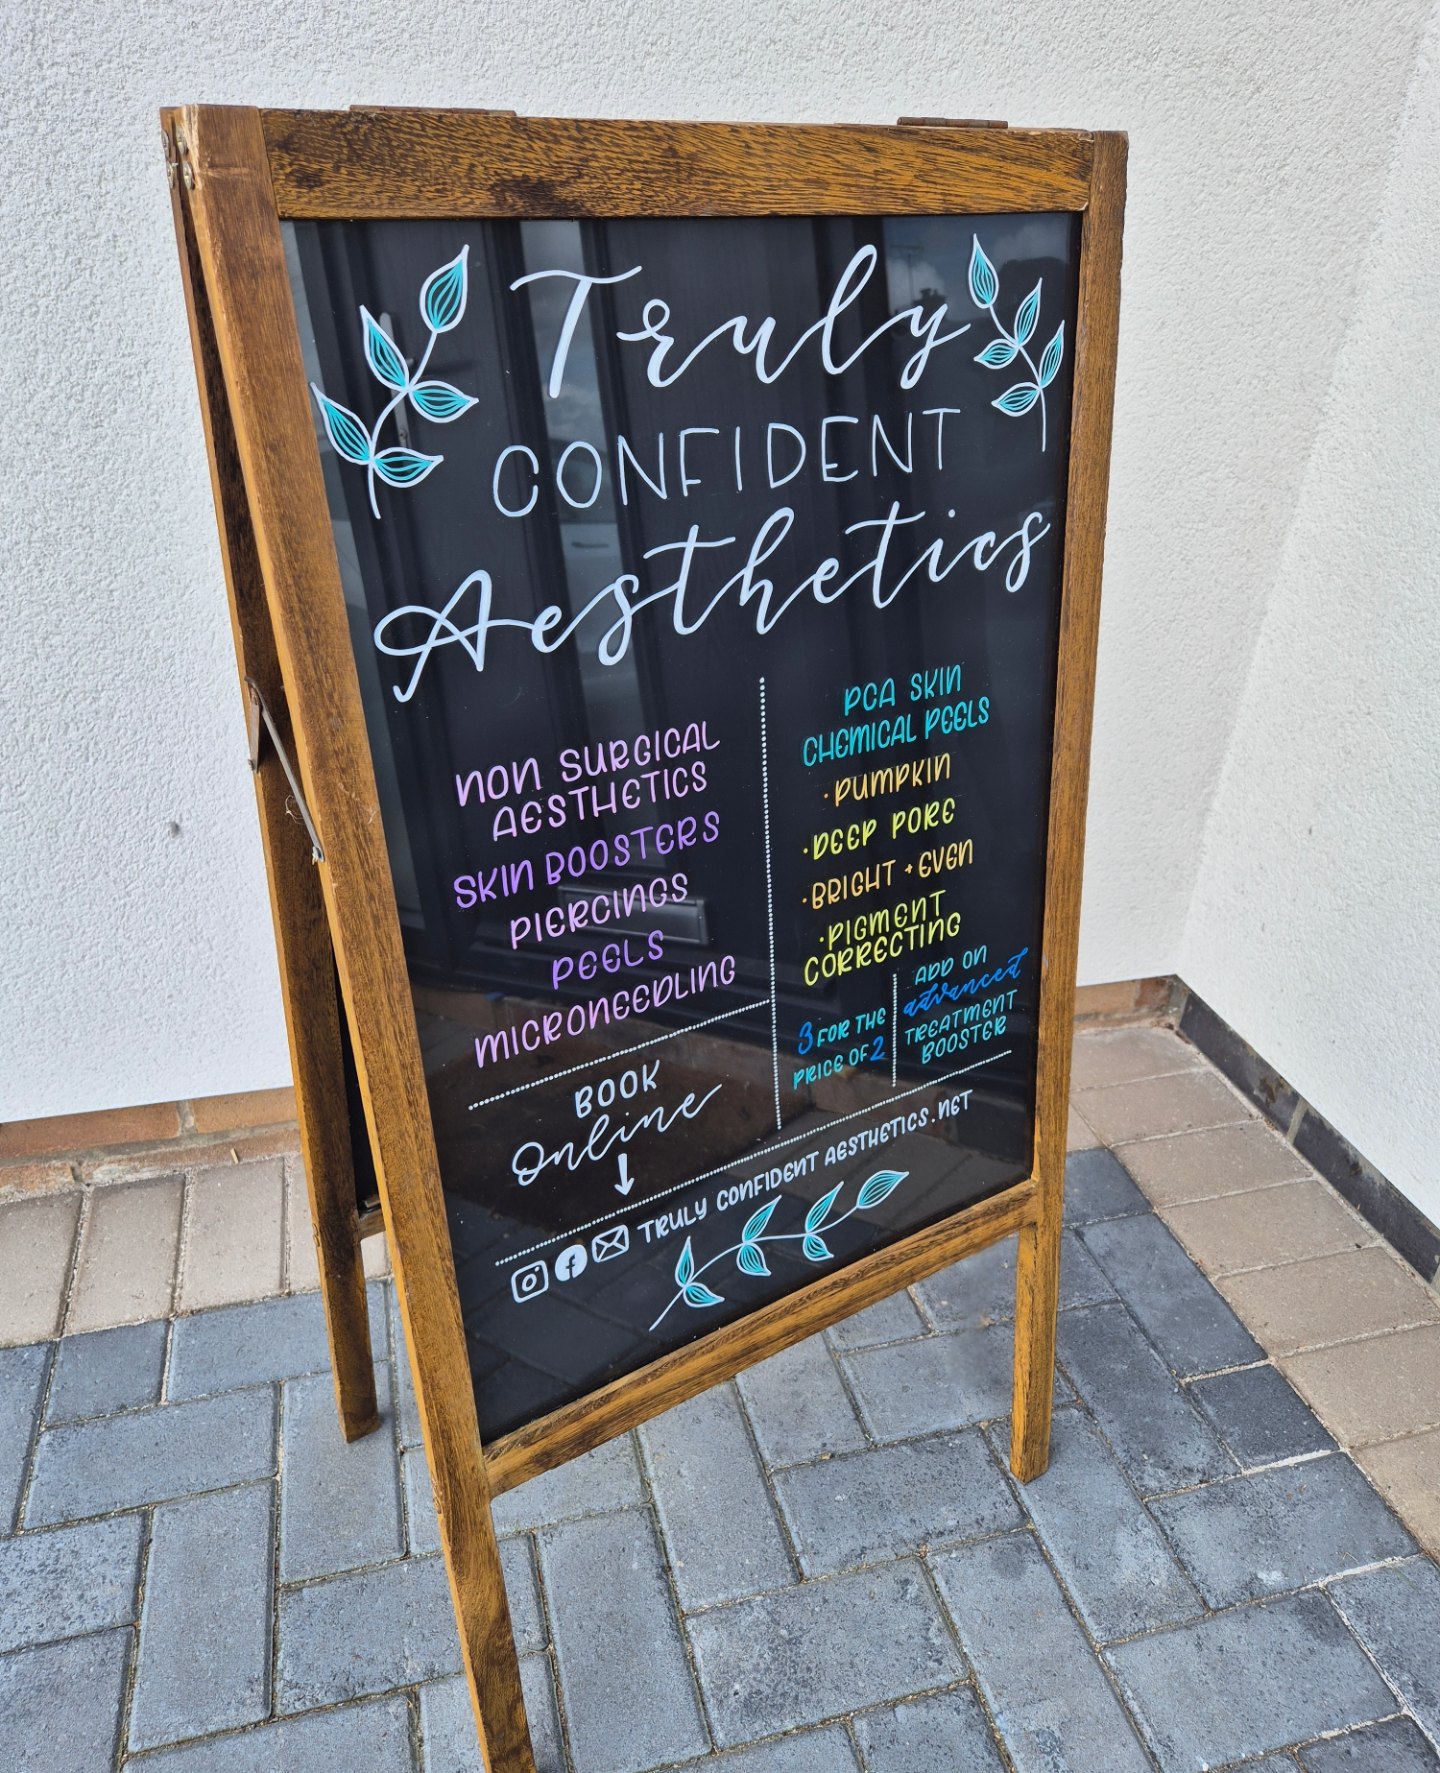 Truly
CONFIDENT
Aesthetics
NON SURGICAL
AESTHETICS
SKIN BOOSTERS
PIERCINGS
PEELS
MICRONEEDLING
BOOK
Online
PCA SKIN
CHEMICAL PEELS
·PUMPKIN
·DEEP PORE
·BRIGHT + EVEN
·PIGMENT
CORRECTING
3 FOR THE
PRICE OF 2
ADD ON
advanced
TREATMENT
BOOSTER
TRULY CONFIDENT AESTHETICS.NET